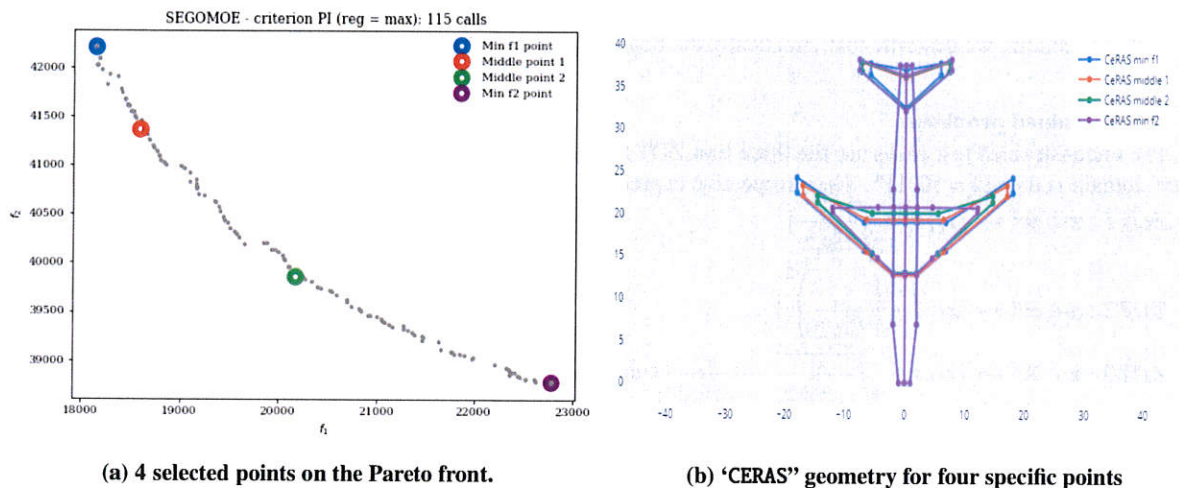 SEGOMOE - criterion PI (reg = max): 115 calls
Min f1 point
Middle point 1
Middle point 2
Min f2 point
42000
41500
41000
40500
40000
39500
39000
f₂
18000 19000 20000 21000 22000 23000
f₁
(a) 4 selected points on the Pareto front.
CeRAS min f1
CeRAS middle 1
CeRAS middle 2
CeRAS min f2
40
35
30
25
20
15
10
5
0
−40 −30 −20 −10 0 10 20 30 40
(b) ‘CERAS” geometry for four specific points